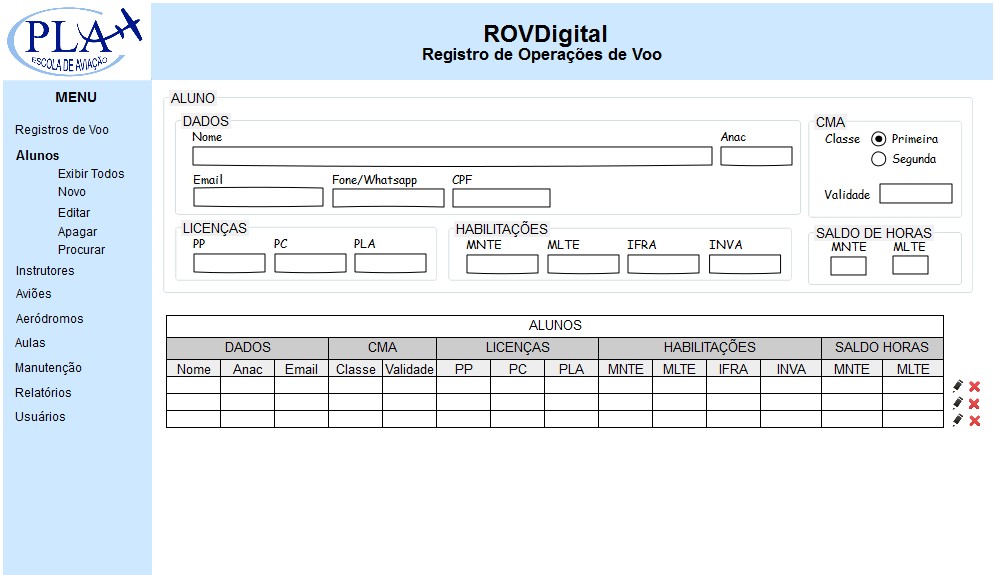 PLA
ESCOLA DE AVIAÇÃO
ROVDigital
Registro de Operações de Voo
MENU
Registros de Voo
Alunos
Exibir Todos
Novo
Editar
Apagar
Procurar
Instrutores
Aviões
Aeródromos
Aulas
Manutenção
Relatórios
Usuários
ALUNO
DADOS
Nome Anac
Email Fone/Whatsapp CPF
CMA
Classe Primeira
Segunda
Validade
LICENÇAS
PP PC PLA
HABILITAÇÕES
MNTE MLTE IFRA INVA
SALDO DE HORAS
MNTE MLTE
ALUNOS
DADOS CMA LICENÇAS HABILITAÇÕES SALDO HORAS
Nome Anac Email Classe Validade PP PC PLA MNTE MLTE IFRA INVA MNTE MLTE